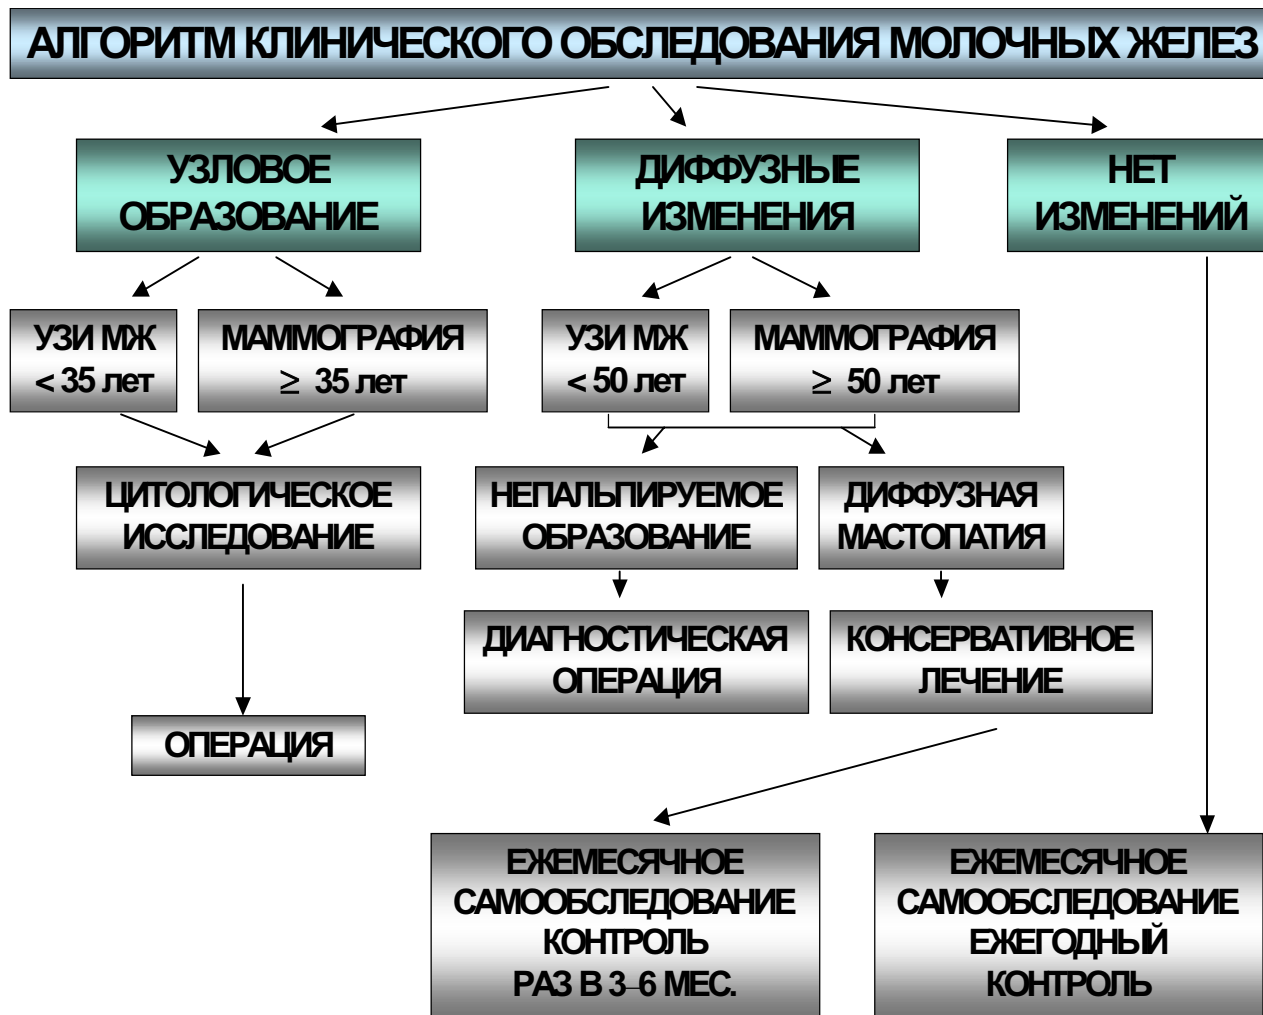 АЛГОРИТМ КЛИНИЧЕСКОГО ОБСЛЕДОВАНИЯ МОЛОЧНЫХ ЖЕЛЕЗ
УЗЛОВОЕ
ОБРАЗОВАНИЕ
ДИФФУЗНЫЕ
ИЗМЕНЕНИЯ
НЕТ
ИЗМЕНЕНИЙ
УЗИ МЖ
< 35 лет
МАММОГРАФИЯ
≥ 35 лет
УЗИ МЖ
< 50 лет
МАММОГРАФИЯ
≥ 50 лет
ЦИТОЛОГИЧЕСКОЕ
ИССЛЕДОВАНИЕ
НЕПАЛЬПИРУЕМОЕ
ОБРАЗОВАНИЕ
ДИФФУЗНАЯ
МАСТОПАТИЯ
ДИАГНОСТИЧЕСКАЯ
ОПЕРАЦИЯ
КОНСЕРВАТИВНОЕ
ЛЕЧЕНИЕ
ОПЕРАЦИЯ
ЕЖЕМЕСЯЧНОЕ
САМООБСЛЕДОВАНИЕ
КОНТРОЛЬ
РАЗ В 3–6 МЕС.
ЕЖЕМЕСЯЧНОЕ
САМООБСЛЕДОВАНИЕ
ЕЖЕГОДНЫЙ
КОНТРОЛЬ